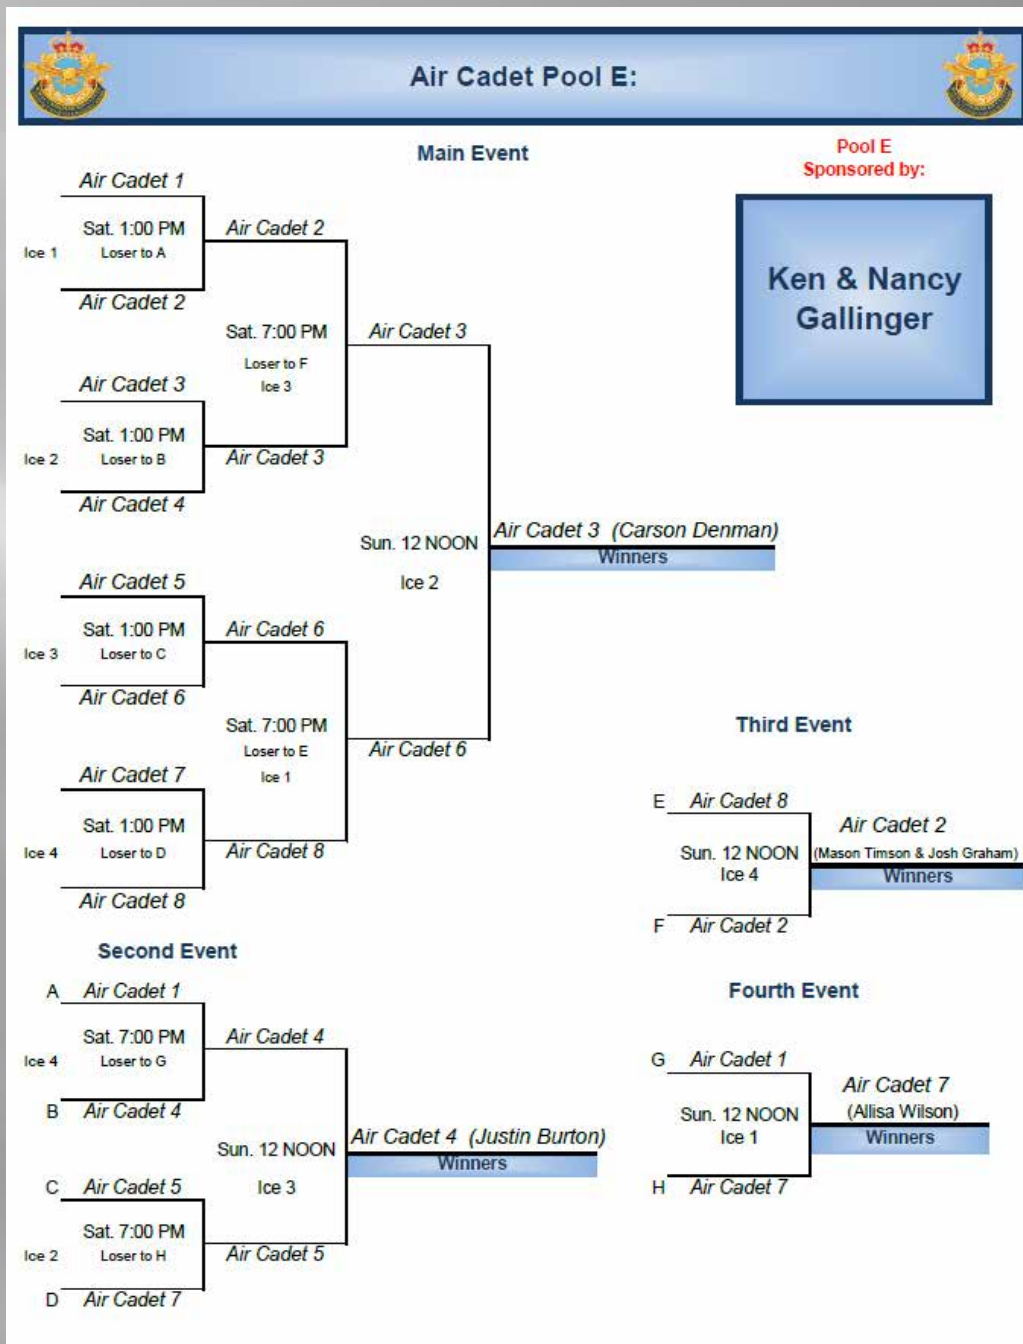 Air Cadet Pool E:
Main Event
Pool E
Sponsored by:
Ken & Nancy
Gallinger
Air Cadet 1
Sat. 1:00 PM
Ice 1
Loser to A
Air Cadet 2
Air Cadet 2
Sat. 7:00 PM
Loser to F
Ice 3
Air Cadet 3
Air Cadet 3
Sat. 1:00 PM
Ice 2
Loser to B
Air Cadet 3
Air Cadet 4
Sun. 12 NOON
Ice 2
Air Cadet 3 (Carson Denman)
Winners
Air Cadet 5
Sat. 1:00 PM
Ice 3
Loser to C
Air Cadet 6
Air Cadet 6
Sat. 7:00 PM
Loser to E
Ice 1
Air Cadet 6
Air Cadet 7
Sat. 1:00 PM
Ice 4
Loser to D
Air Cadet 8
Air Cadet 8
Third Event
E Air Cadet 8
Sun. 12 NOON
Ice 4
Air Cadet 2
(Mason Timson & Josh Graham)
Winners
F Air Cadet 2
Second Event
A Air Cadet 1
Sat. 7:00 PM
Ice 4
Loser to G
Air Cadet 4
B Air Cadet 4
Sun. 12 NOON
Ice 3
Air Cadet 4 (Justin Burton)
Winners
C Air Cadet 5
Sat. 7:00 PM
Ice 2
Loser to H
Air Cadet 5
D Air Cadet 7
Fourth Event
G Air Cadet 1
Sun. 12 NOON
Ice 1
Air Cadet 7
(Allisa Wilson)
Winners
H Air Cadet 7